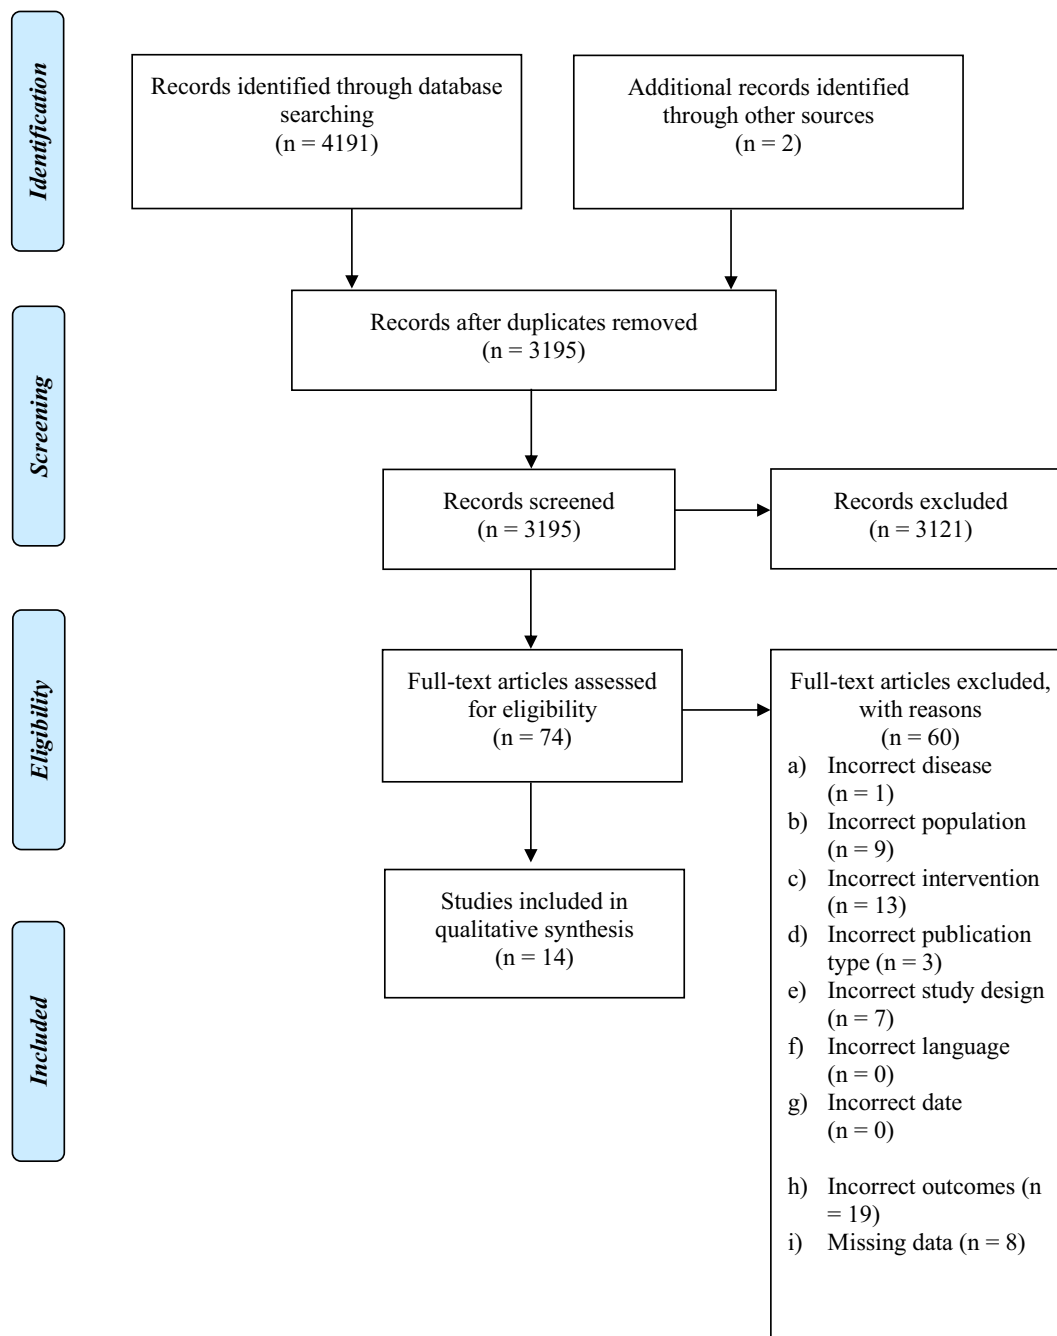 Identification
Records identified through database
searching
(n = 4191)
Additional records identified
through other sources
(n = 2)
Screening
Records after duplicates removed
(n = 3195)
Records screened
(n = 3195)
Records excluded
(n = 3121)
Eligibility
Full-text articles assessed
for eligibility
(n = 74)
Full-text articles excluded,
with reasons
(n = 60)
a) Incorrect disease
(n = 1)
b) Incorrect population
(n = 9)
c) Incorrect intervention
(n = 13)
d) Incorrect publication
type (n = 3)
e) Incorrect study design
(n = 7)
f) Incorrect language
(n = 0)
g) Incorrect date
(n = 0)
h) Incorrect outcomes (n
= 19)
i) Missing data (n = 8)
Included
Studies included in
qualitative synthesis
(n = 14)